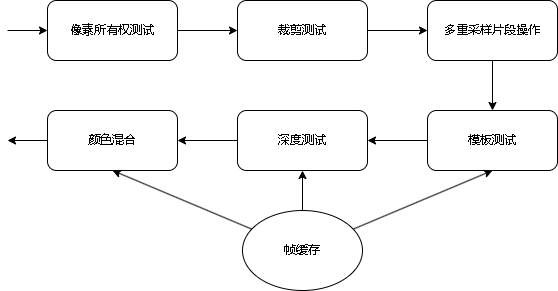 像素所有权测试
裁剪测试
多重采样片段操作
颜色混台
深度测试
模板测试
帧缓存